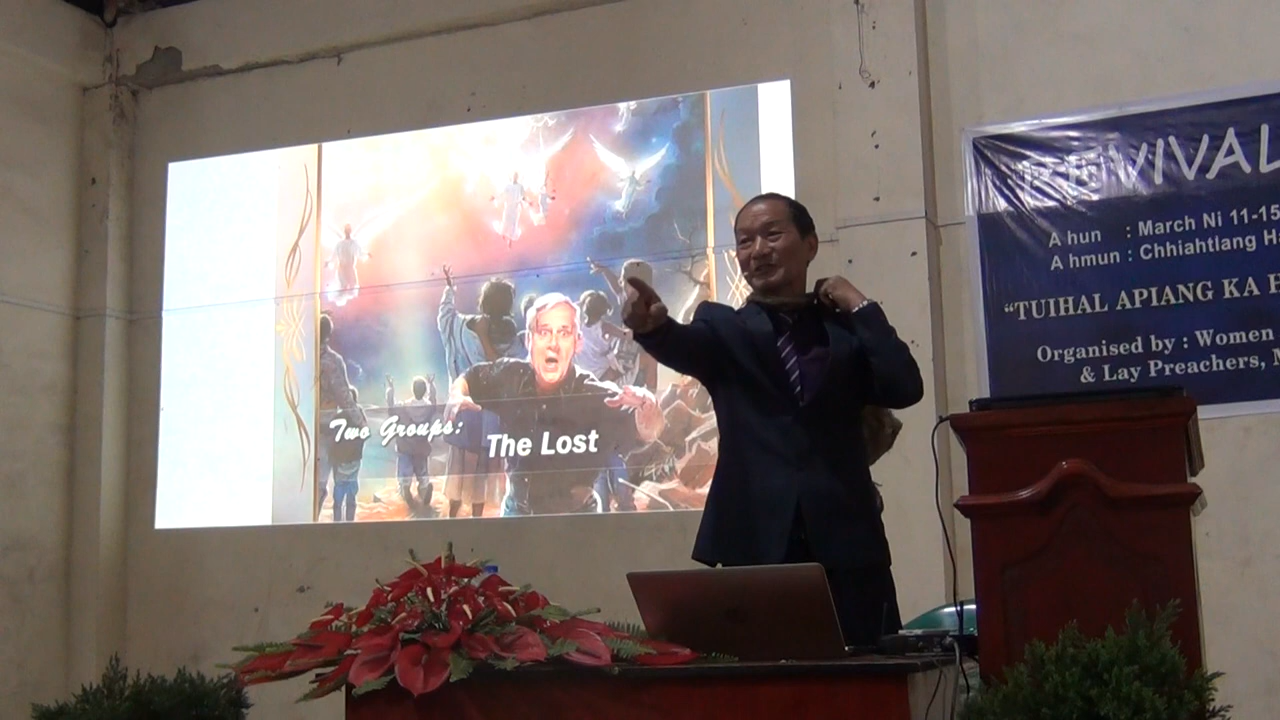 Two Groups:
The Lost
REVIVAL
A hun : March Ni 11-15
A hmun : Chhiahtlang
“TUIHAL APIANG KA
Organised by : Women
& Lay Preachers,